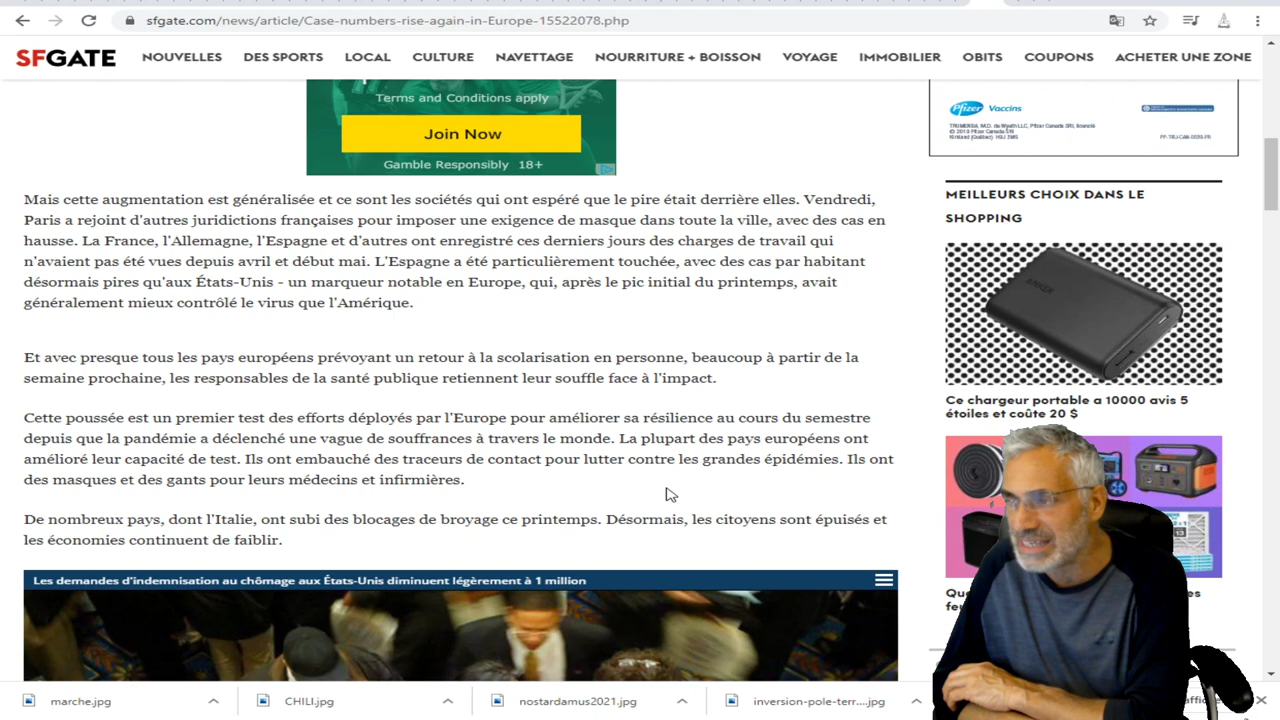 sfgate.com/news/article/Case-numbers-rise-again-in-Europe-15522078.php
SFGATE NOUVELLES DES SPORTS LOCAL CULTURE NAVETTAGE NOURRITURE + BOISSON VOYAGE IMMOBILIER OBITS COUPONS ACHETER UNE ZONE
Terms and Conditions apply
Join Now
Gamble Responsibly 18+
Pfizer Vaccins
Mais cette augmentation est généralisée et ce sont les sociétés qui ont espéré que le pire était derrière elles. Vendredi,
Paris a rejoint d'autres juridictions françaises pour imposer une exigence de masque dans toute la ville, avec des cas en
hausse. La France, l'Allemagne, l'Espagne et d'autres ont enregistré ces derniers jours des charges de travail qui
n'avaient pas été vues depuis avril et début mai. L'Espagne a été particulièrement touchée, avec des cas par habitant
désormais pires qu'aux États-Unis - un marqueur notable en Europe, qui, après le pic initial du printemps, avait
généralement mieux contrôlé le virus que l'Amérique.
Et avec presque tous les pays européens prévoyant un retour à la scolarisation en personne, beaucoup à partir de la
semaine prochaine, les responsables de la santé publique retiennent leur souffle face à l'impact.
Cette poussée est un premier test des efforts déployés par l'Europe pour améliorer sa résilience au cours du semestre
depuis que la pandémie a déclenché une vague de souffrances à travers le monde. La plupart des pays européens ont
amélioré leur capacité de test. Ils ont embauché des traceurs de contact pour lutter contre les grandes épidémies. Ils ont
des masques et des gants pour leurs médecins et infirmières.
De nombreux pays, dont l'Italie, ont subi des blocages de broyage ce printemps. Désormais, les citoyens sont épuisés et
les économies continuent de faiblir.
Les demandes d'indemnisation au chômage aux États-Unis diminuent légèrement à 1 million
MEILLEURS CHOIX DANS LE
SHOPPING
ANKER
Ce chargeur portable a 10000 avis 5
étoiles et coûte 20 $
marche.jpg
CHILI.jpg
nostardamus2021.jpg
inversion-pole-terr....jpg